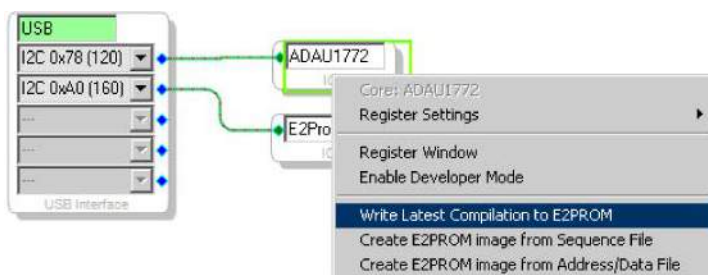 USB
I2C 0x78 (120)
I2C 0xA0 (160)
---
---
---
USB Interface
ADAU1772
IC
E2Pro
IC
Core: ADAU1772
Register Settings
Register Window
Enable Developer Mode
Write Latest Compilation to E2PROM
Create E2PROM image from Sequence File
Create E2PROM image from Address/Data File